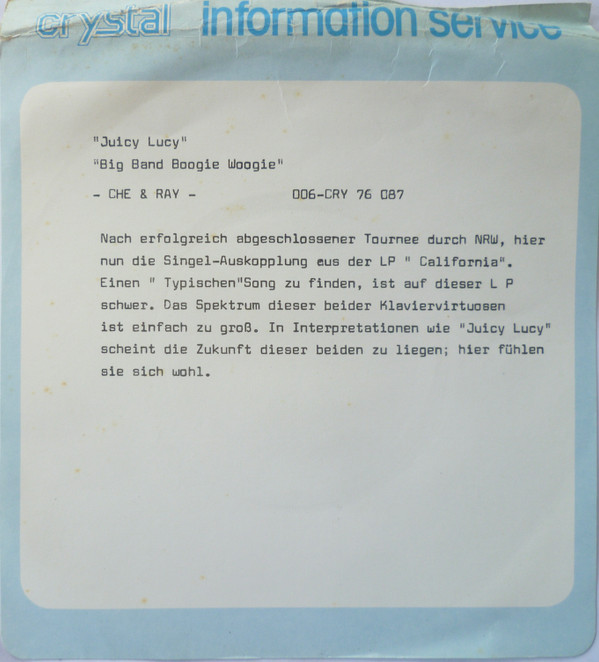 crystal information service
"Juicy Lucy"
"Big Band Boogie Woogie"
- CHE & RAY - 006-CRY 76 087
Nach erfolgreich abgeschlossener Tournee durch NRW, hier
nun die Singel-Auskopplung aus der LP " California".
Einen " Typischen"Song zu finden, ist auf dieser L P
schwer. Das Spektrum dieser beider Klaviervirtuosen
ist einfach zu groß. In Interpretationen wie "Juicy Lucy"
scheint die Zukunft dieser beiden zu liegen; hier fühlen
sie sich wohl.